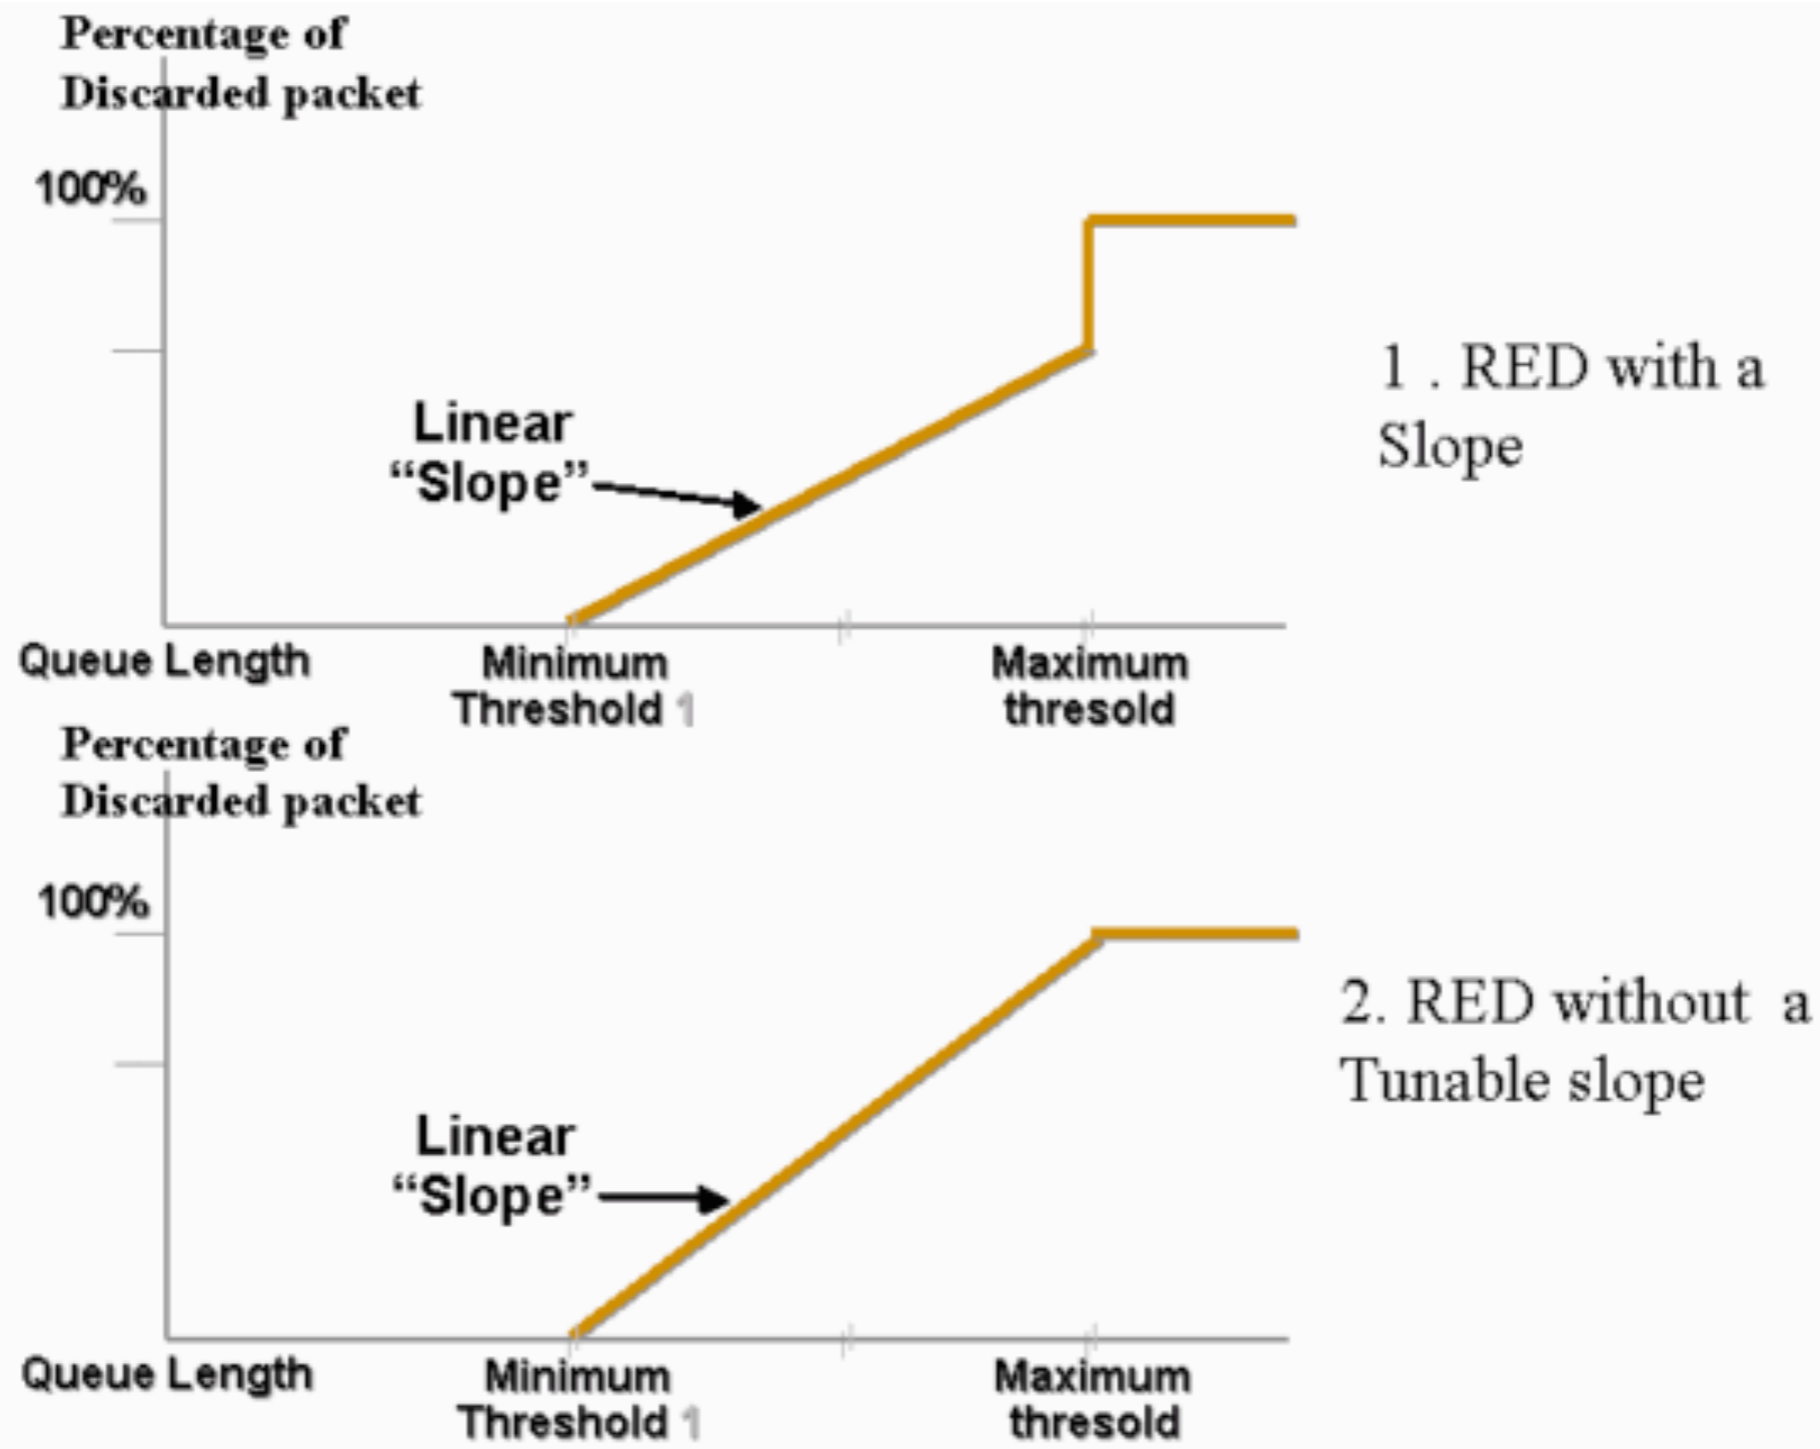 Percentage of
Discarded packet
100%
Linear
“Slope”
1 . RED with a
Slope
Queue Length
Minimum
Threshold 1
Maximum
thresold
Percentage of
Discarded packet
100%
2. RED without a
Tunable slope
Linear
“Slope”
Queue Length
Minimum
Threshold 1
Maximum
thresold